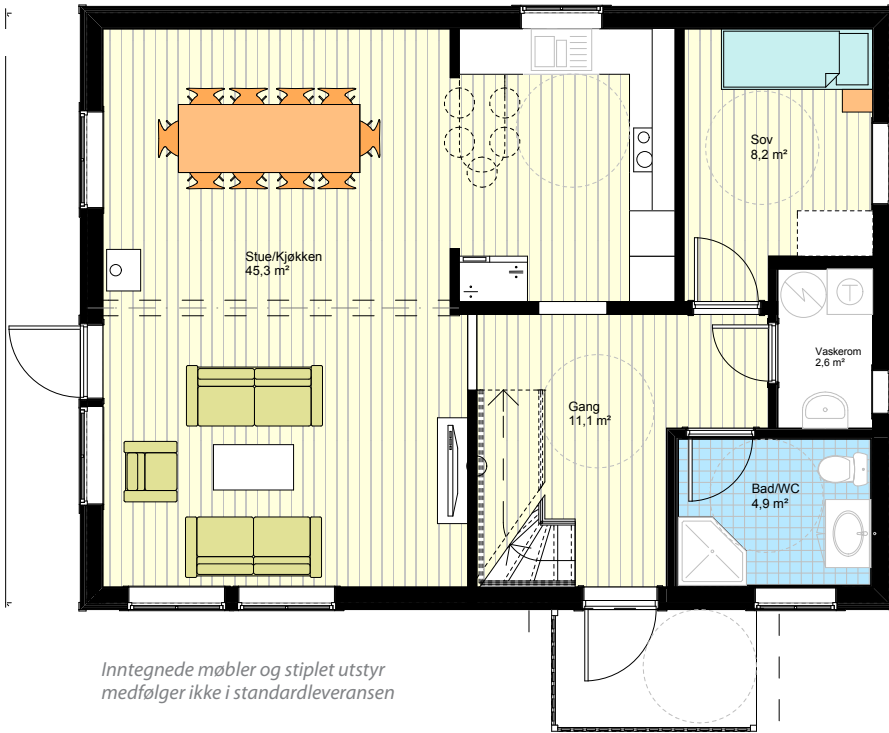 Sov
8,2 m²
Stue/Kjøkken
45,3 m²
Vaskerom
2,6 m²
Gang
11,1 m²
Bad/WC
4,9 m²
Inntegnede møbler og stiplet utstyr
medfølger ikke i standardleveransen